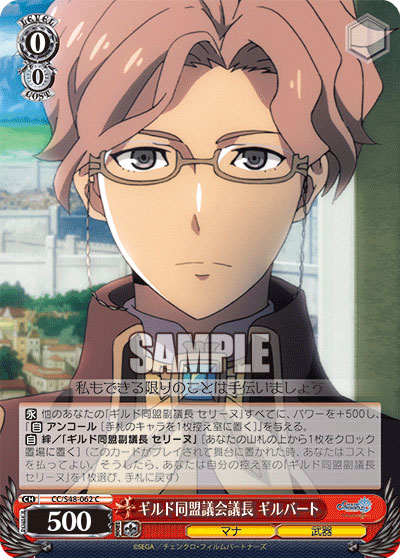 LEVEL
0
0
COST
SAMPLE
私もできる限りのことは手伝いましょう
永 他のあなたの「ギルド同盟副議長 セリーヌ」すべてに、パワーを+500し、
『自 アンコール [手札のキャラを1枚控室に置く]』を与える。
自 絆/「ギルド同盟副議長 セリーヌ」 [あなたの山札の上から1枚をクロック
置場に置く] (このカードがプレイされて舞台に置かれた時、あなたはコスト
を払ってよい。そうしたら、あなたは自分の控え室の「ギルド同盟副議長 セリーヌ」
を1枚選び、手札に戻す)
CH CC/S48-062 C
500
ギルド同盟議会議長 ギルバート
マナ 武器
©SEGA/チェンクロ・フィルムパートナーズ